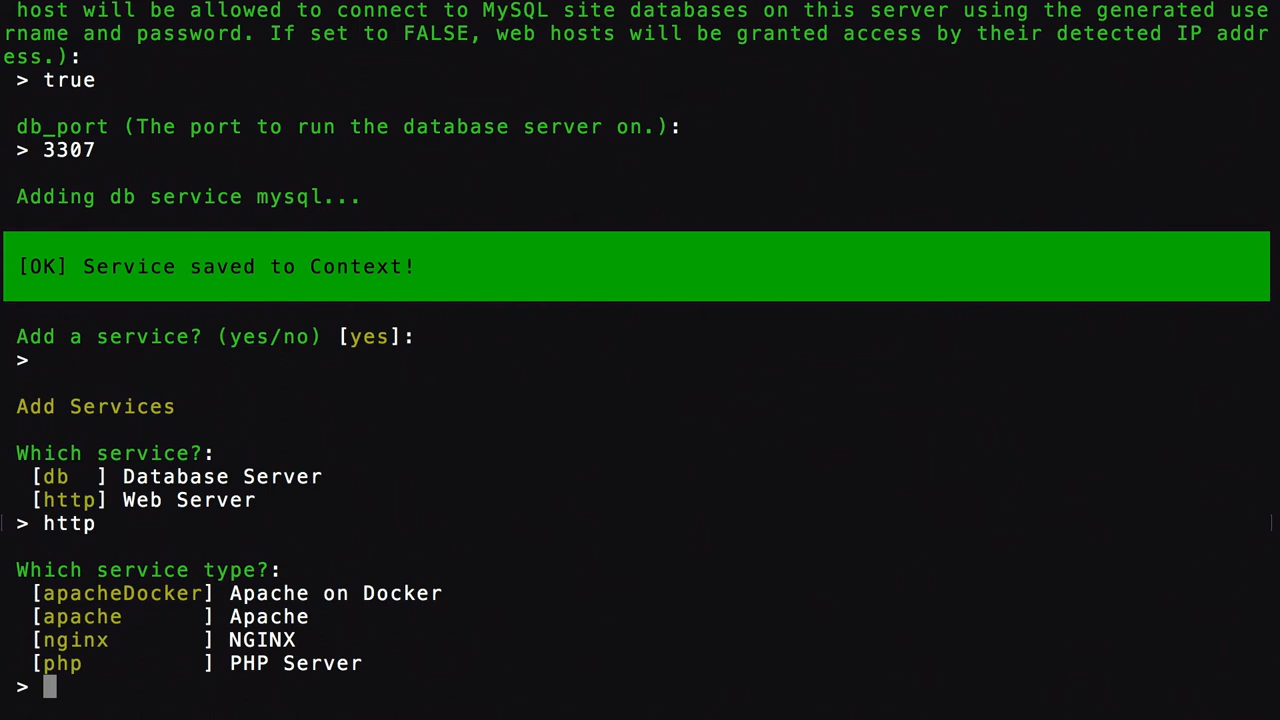 host will be allowed to connect to MySQL site databases on this server using the generated use
rname and password. If set to FALSE, web hosts will be granted access by their detected IP addr
ess.):
> true
db_port (The port to run the database server on.):
> 3307
Adding db service mysql...
[OK] Service saved to Context!
Add a service? (yes/no) [yes]:
>
Add Services
Which service?:
[db  ] Database Server
[http] Web Server
> http
Which service type?:
[apacheDocker] Apache on Docker
[apache      ] Apache
[nginx       ] NGINX
[php         ] PHP Server
>